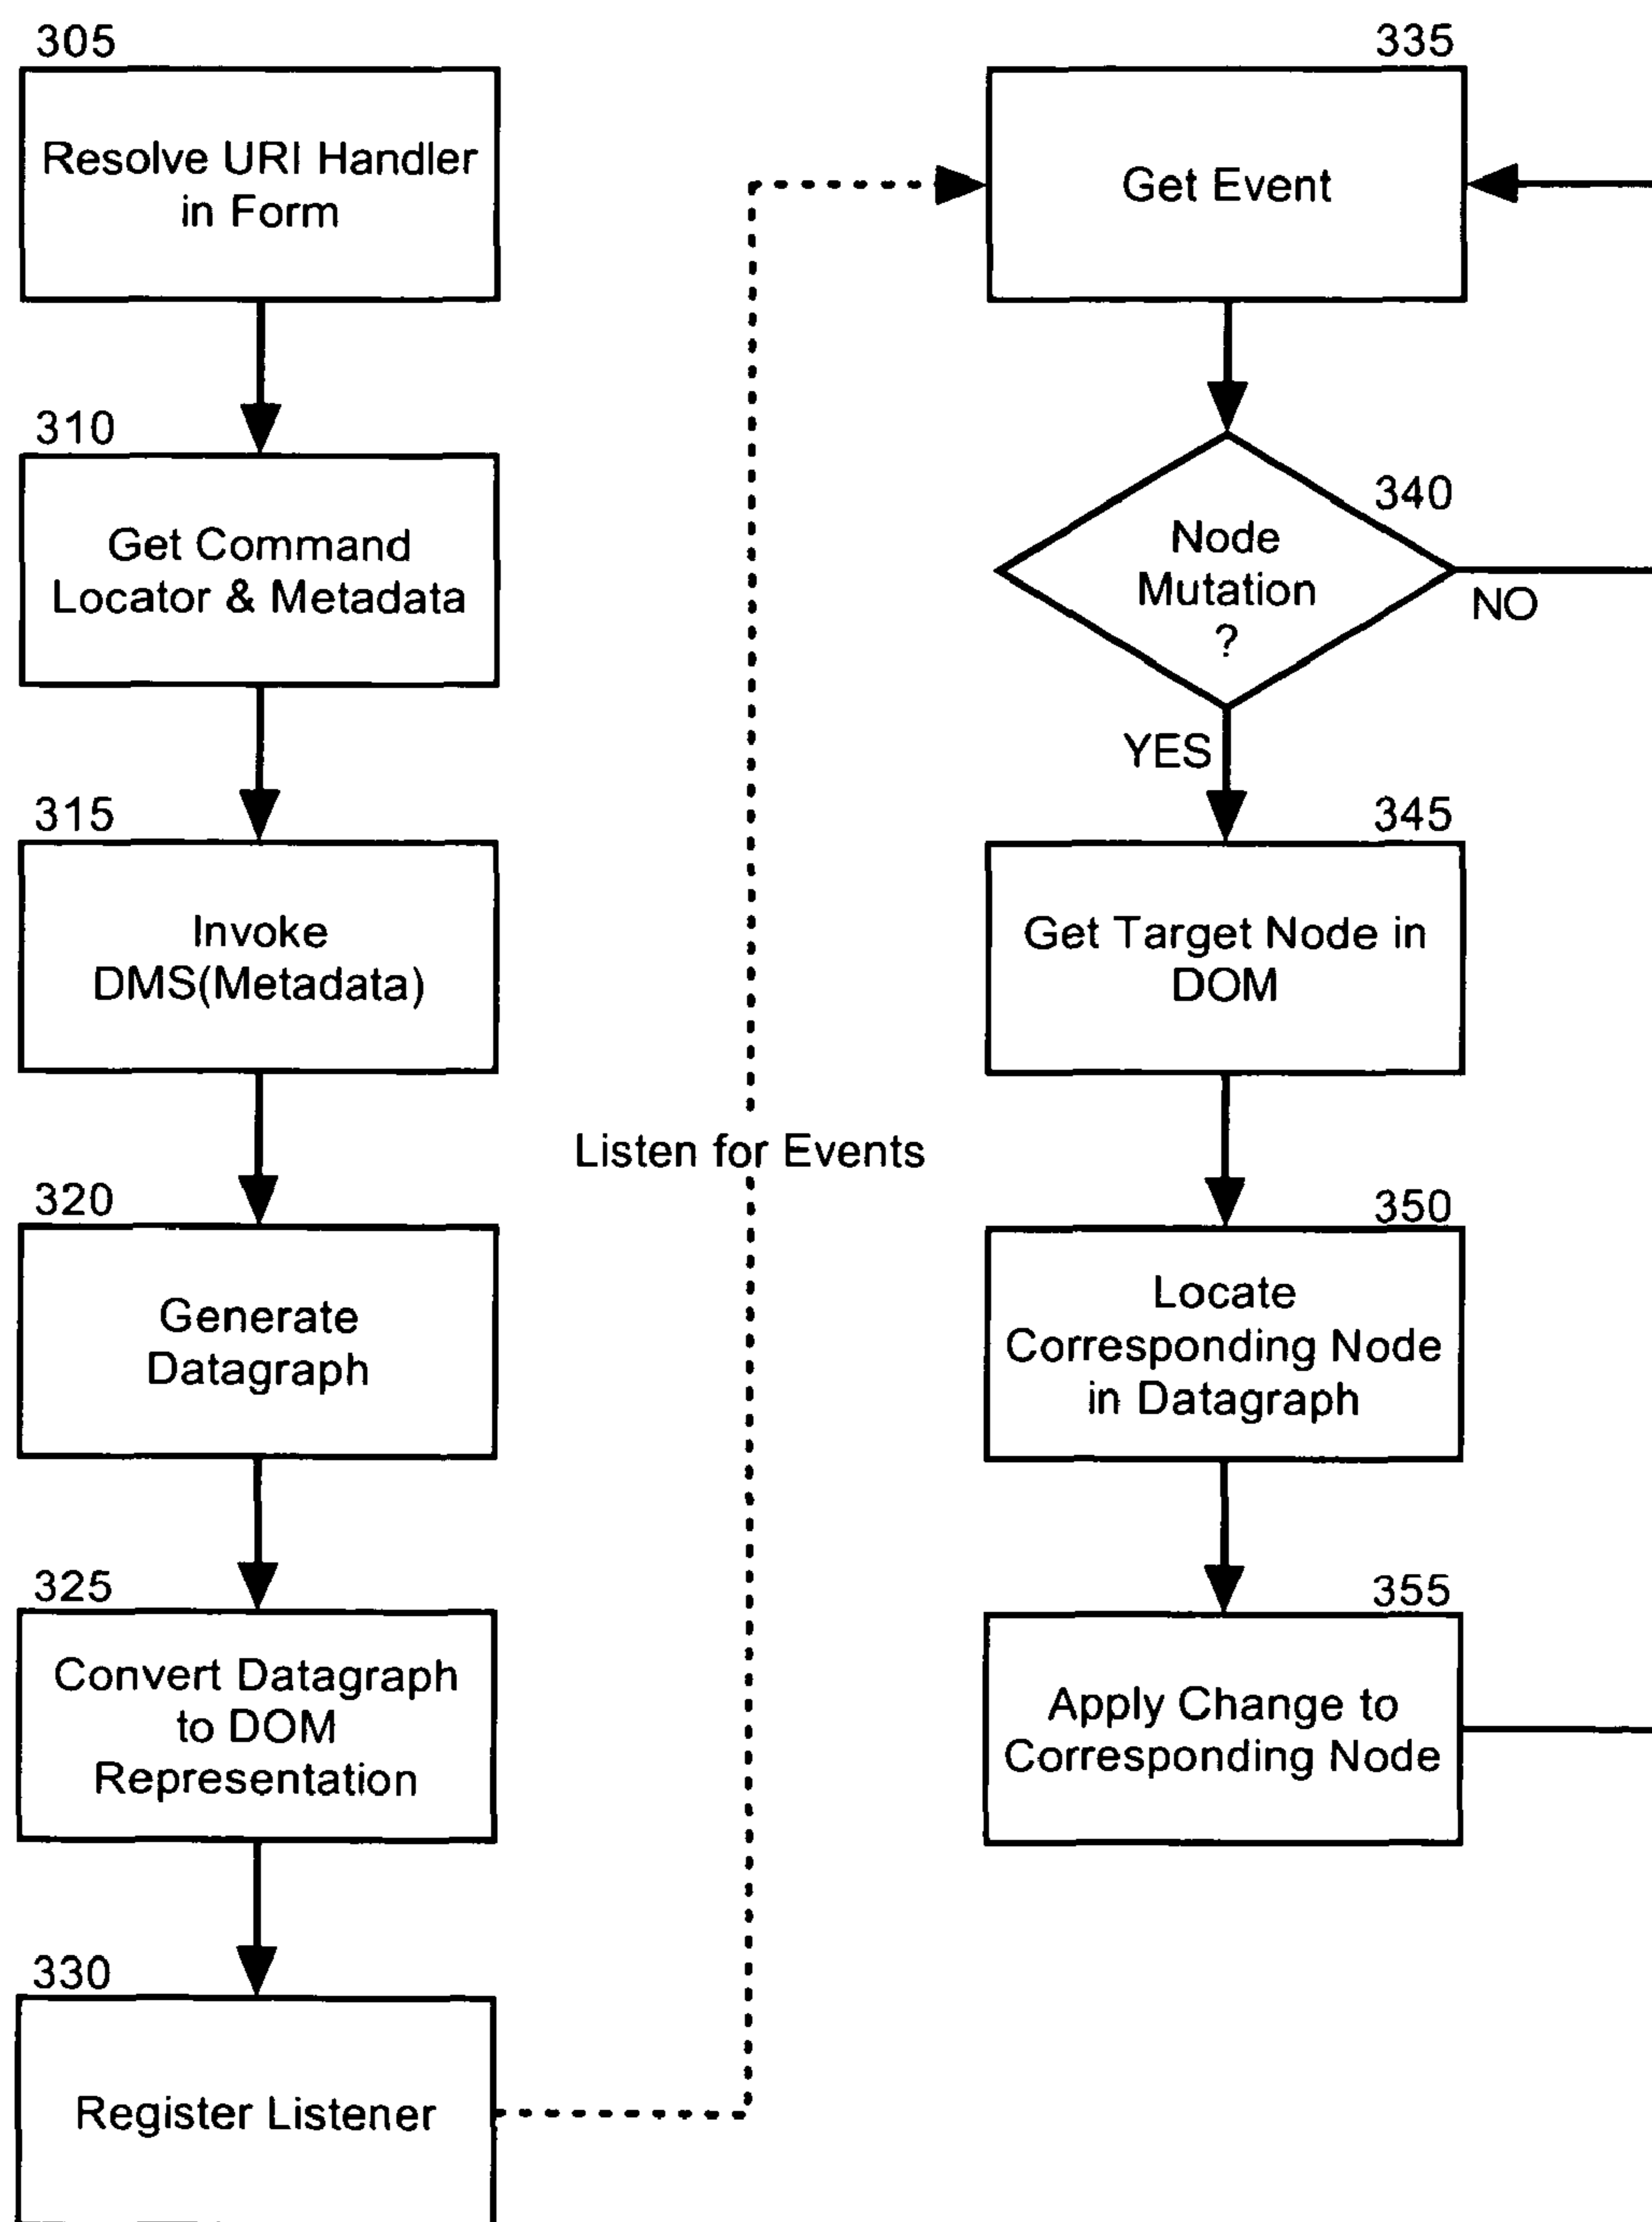 305
Resolve URI Handler
in Form
310
Get Command
Locator & Metadata
315
Invoke
DMS(Metadata)
320
Generate
Datagraph
325
Convert Datagraph
to DOM
Representation
330
Register Listener
Listen for Events
335
Get Event
340
Node
Mutation
?
NO
YES
345
Get Target Node in
DOM
350
Locate
Corresponding Node
in Datagraph
355
Apply Change to
Corresponding Node